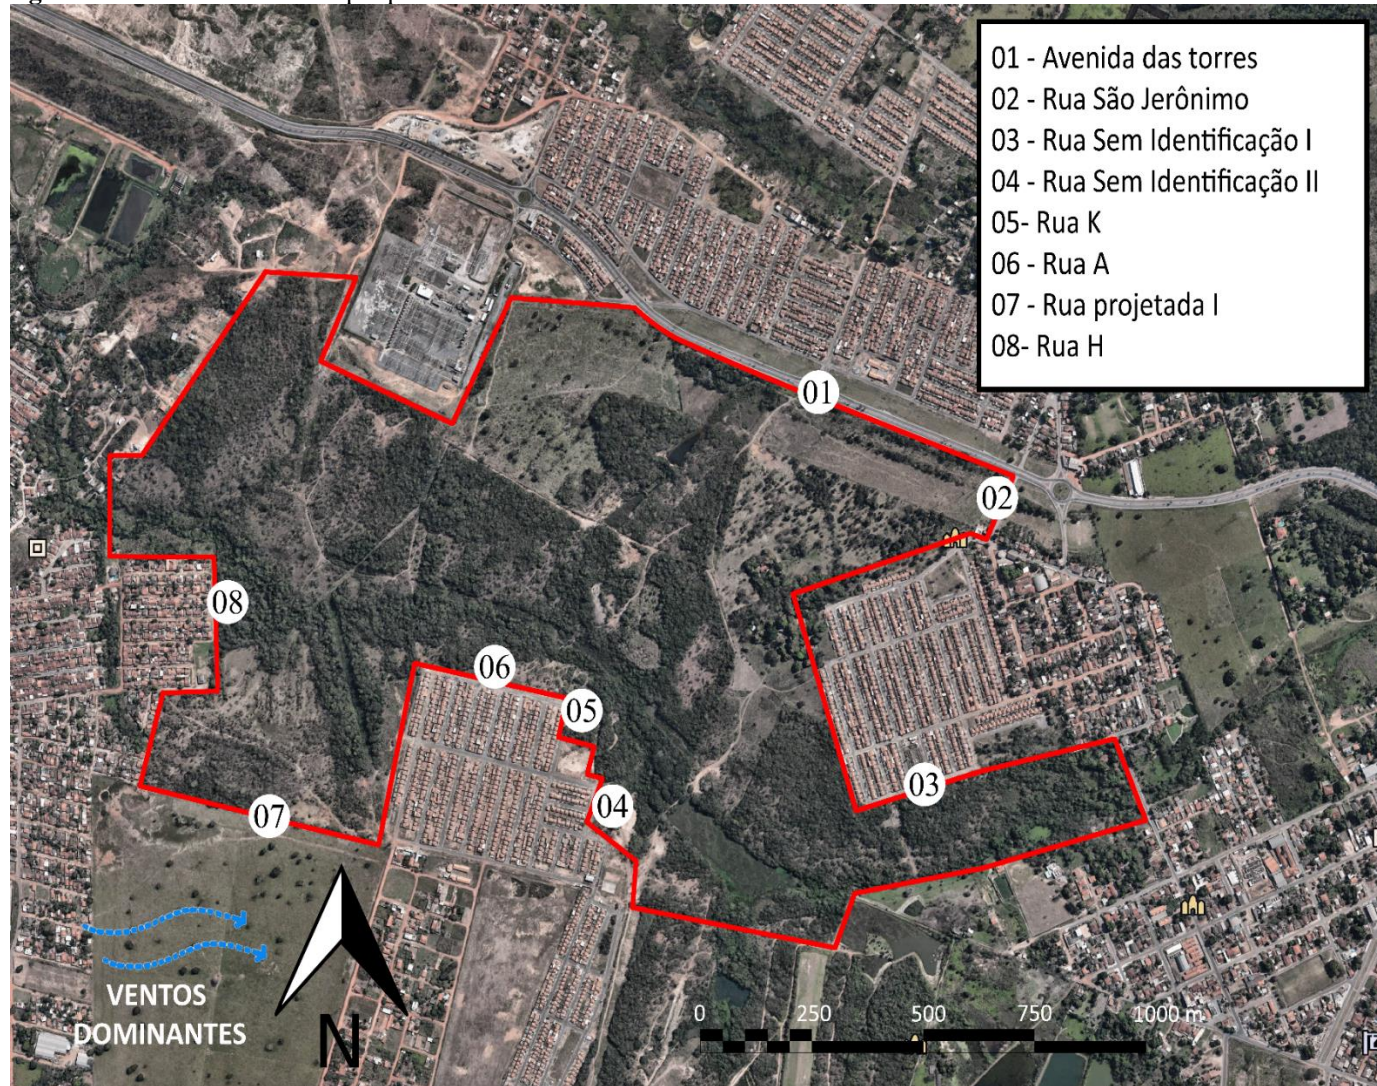 01 - Avenida das torres
02 - Rua São Jerônimo
03 - Rua Sem Identificação I
04 - Rua Sem Identificação II
05- Rua K
06 - Rua A
07 - Rua projetada I
08- Rua H
01
02
08
06
05
04
03
07
VENTOS
DOMINANTES
N
0 250 500 750 1000 m